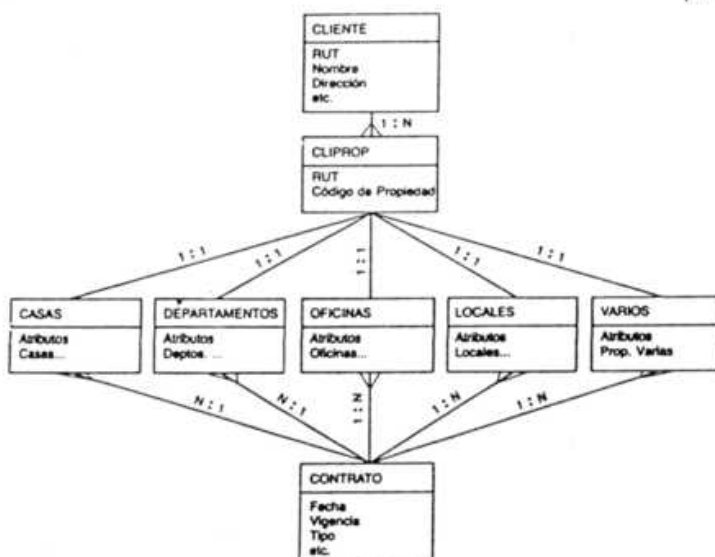 CLIENTE
RUT
Nombre
Dirección
etc.
1 : N
CLIPROP
RUT
Código de Propiedad
1 : 1
1 : 1
1 : 1
1 : 1
1 : 1
CASAS
Atributos
Casas...
DEPARTAMENTOS
Atributos
Deptos. ...
OFICINAS
Atributos
Oficinas...
LOCALES
Atributos
Locales...
VARIOS
Atributos
Prop. Varias
N : 1
N : 1
1 : N
1 : N
1 : N
CONTRATO
Fecha
Vigencia
Tipo
etc.